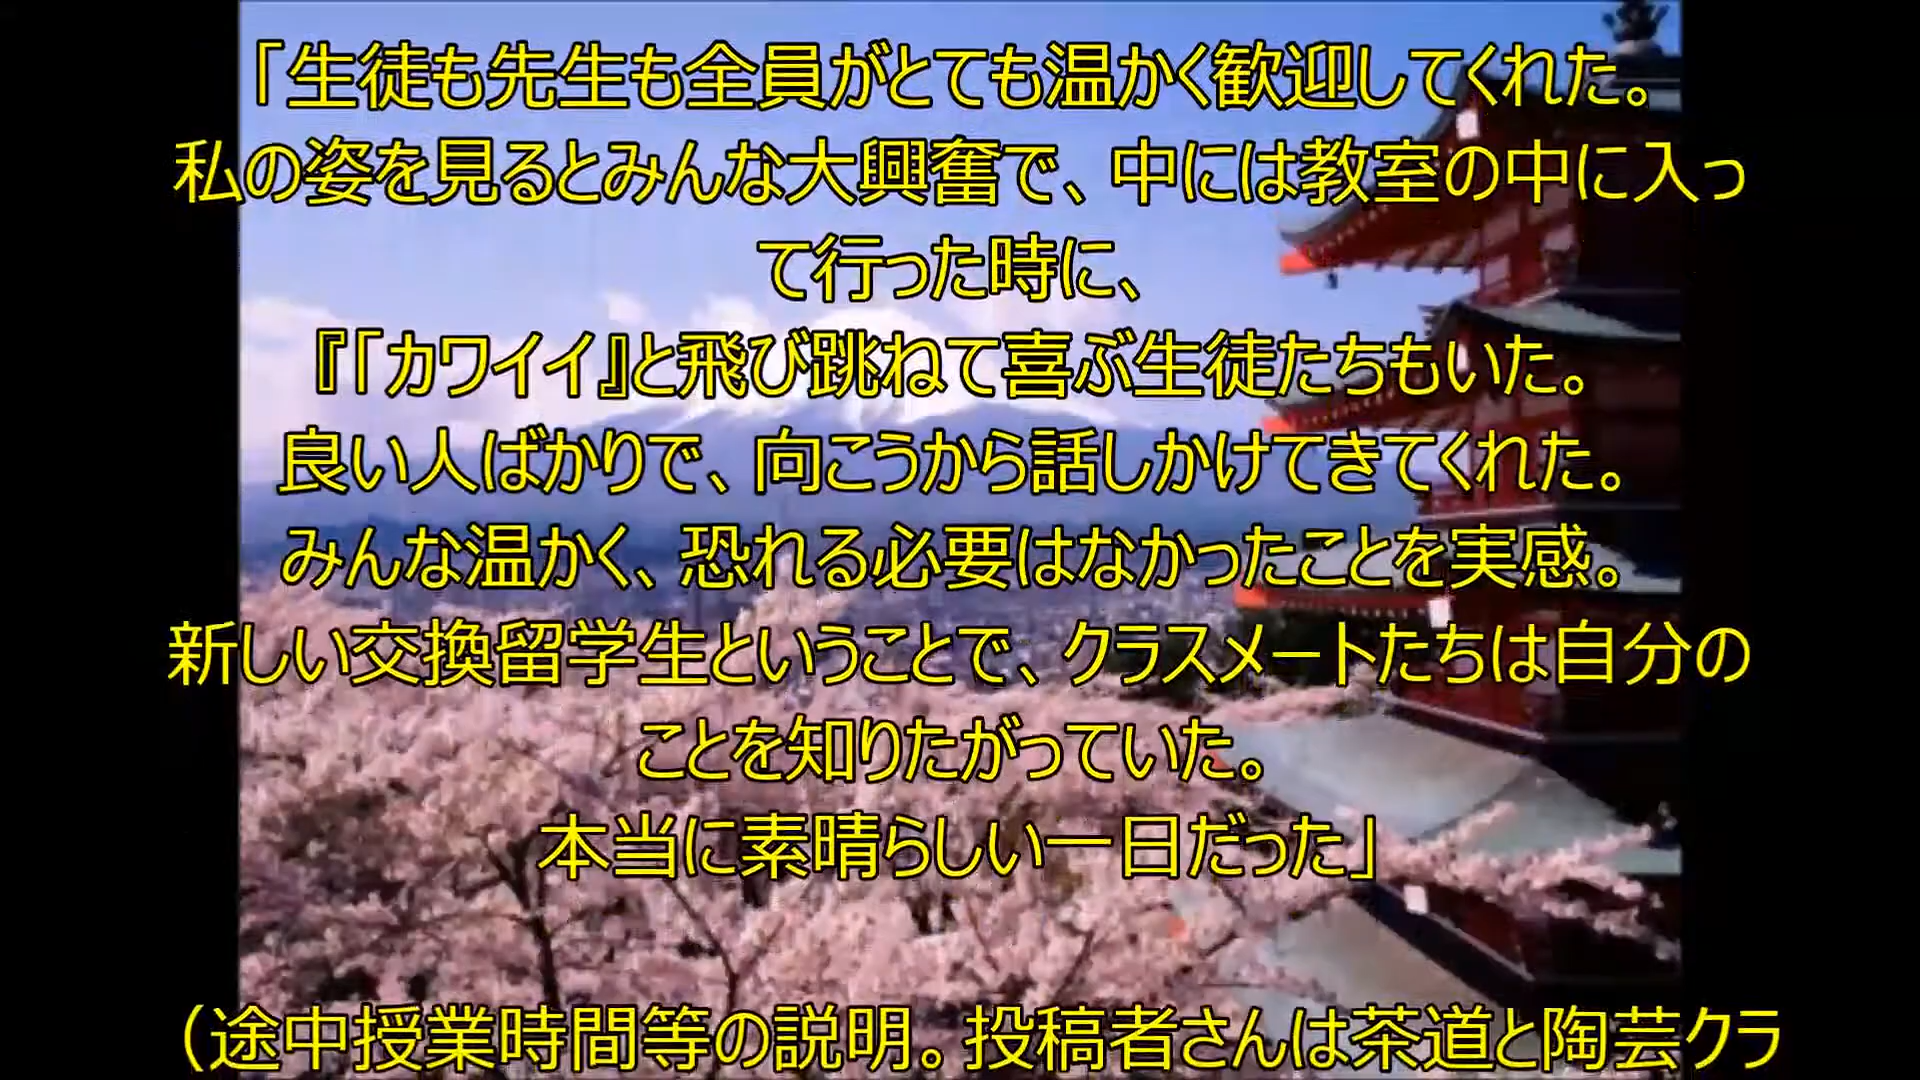 「生徒も先生も全員がとても温かく歓迎してくれた。
私の姿を見るとみんな大興奮で、中には教室の中に入っ
て行った時に、
『「カワイイ』と飛び跳ねて喜ぶ生徒たちもいた。
良い人ばかりで、向こうから話しかけてきてくれた。
みんな温かく、恐れる必要はなかったことを実感。
新しい交換留学生ということで、クラスメートたちは自分の
ことを知りたがっていた。
本当に素晴らしい一日だった」
（途中授業時間等の説明。投稿者さんは茶道と陶芸クラ